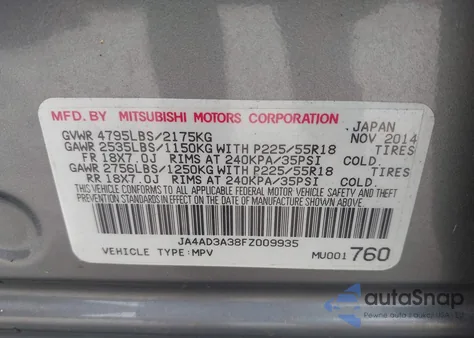 MFD. BY MITSUBISHI MOTORS CORPORATION
GVWR 4795LBS/2175KG JAPAN NOV 2014
GAWR 2535LBS/1150KG WITH P225/55R18 TIRES
FR 18X7.0J RIMS AT 240KPA/35PSI COLD.
GAWR 2756LBS/1250KG WITH P225/55R18 TIRES
RR 18X7.0J RIMS AT 240KPA/35PSI COLD.
THIS VEHICLE CONFORMS TO ALL APPLICABLE FEDERAL MOTOR VEHICLE SAFETY AND THEFT
PREVENTION STANDARDS IN EFFECT ON THE DATE OF MANUFACTURE SHOWN ABOVE.
JA4AD3A38FZ009935
VEHICLE TYPE:MPV MU001760
autoSnap